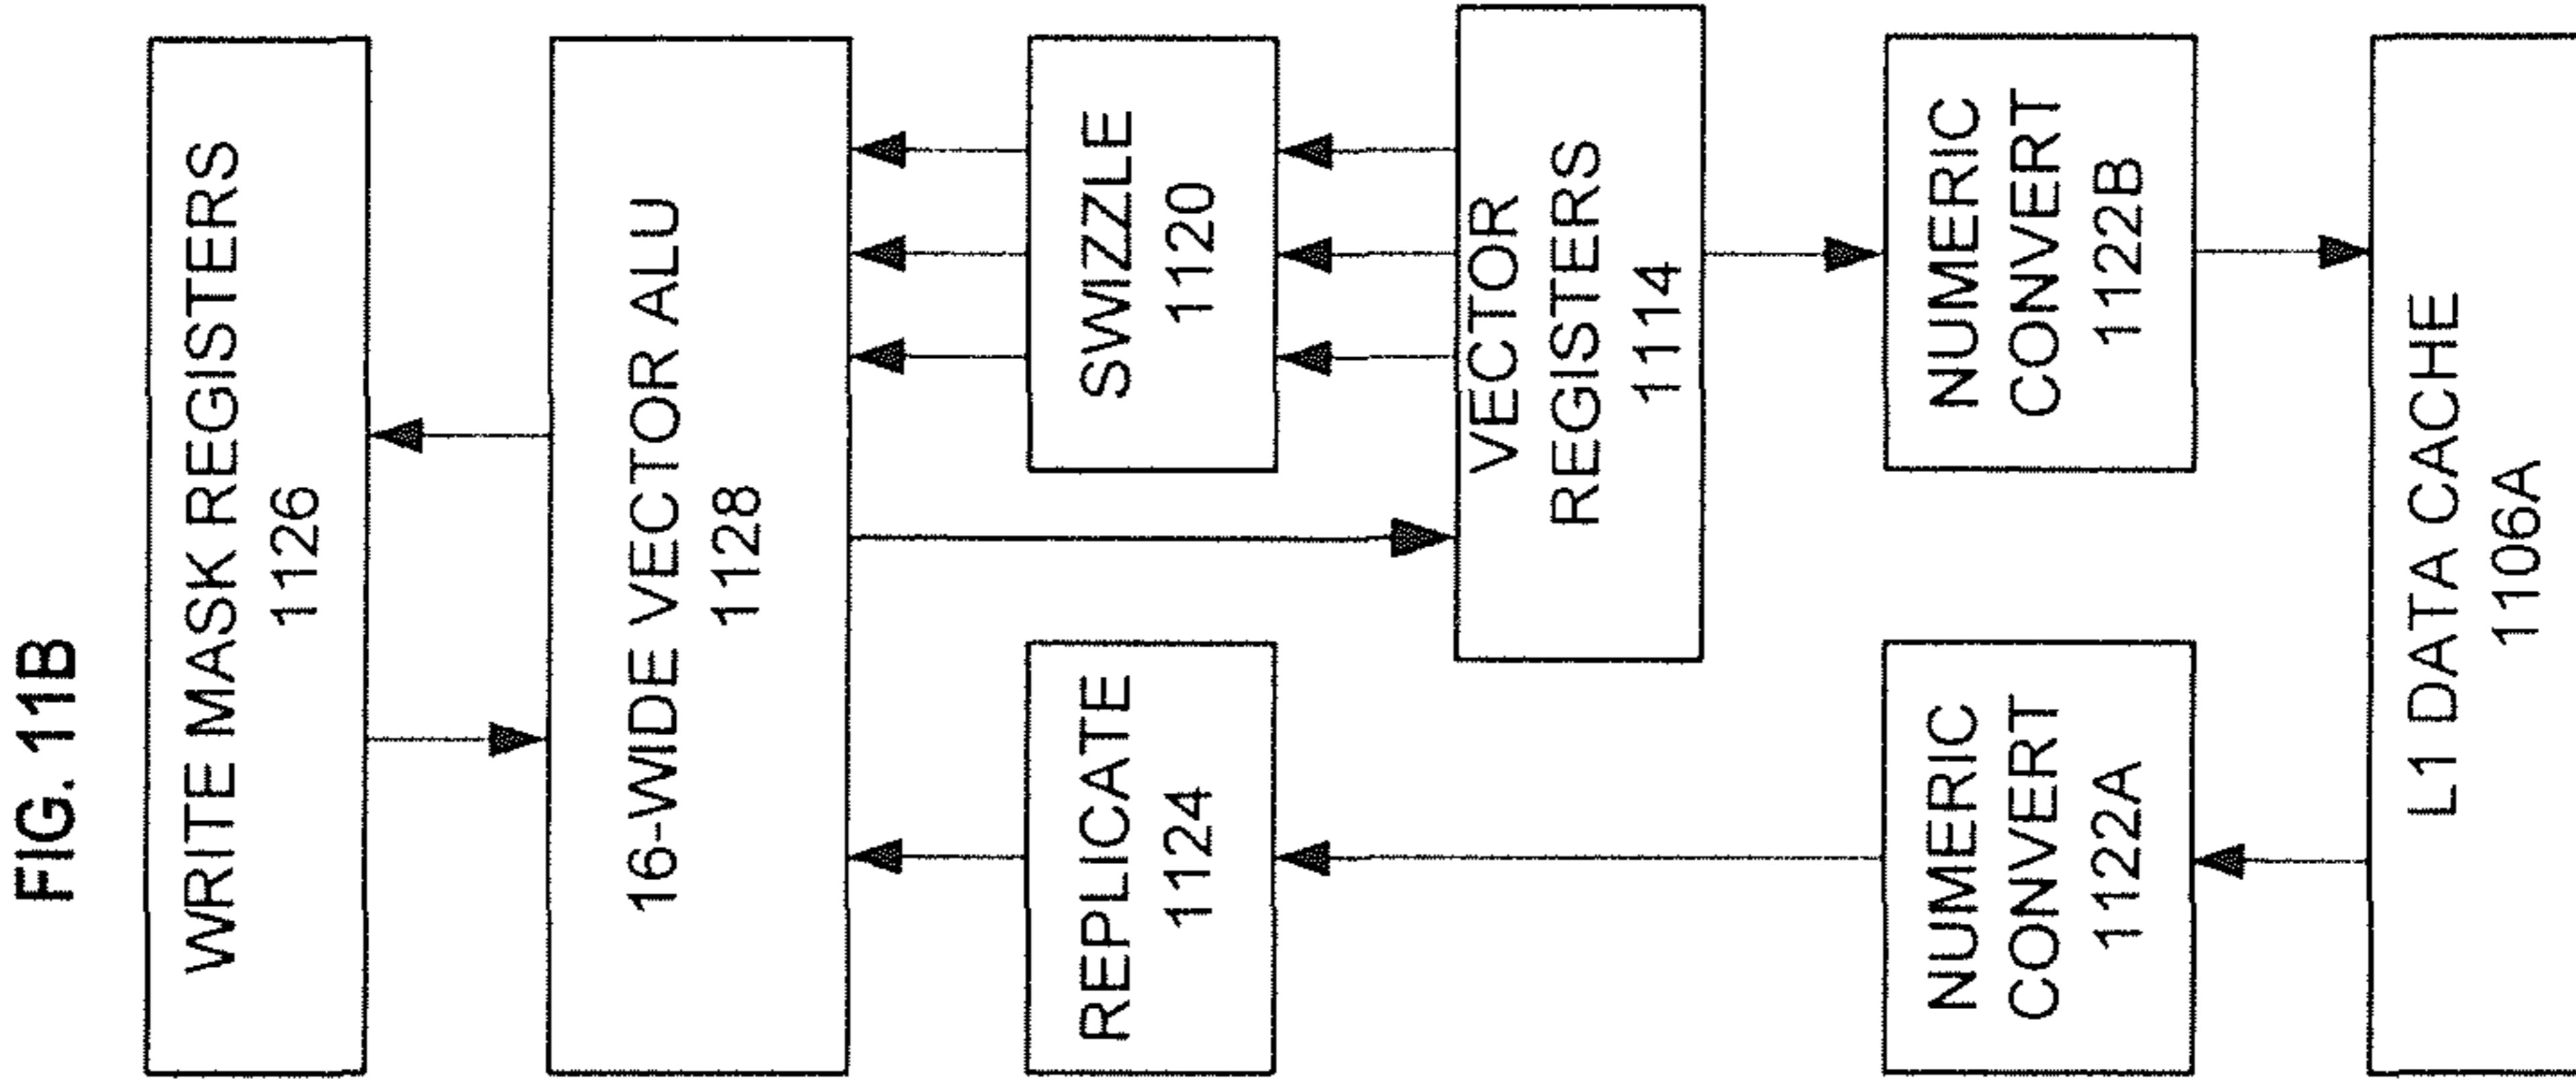 FIG. 11B
WRITE MASK REGISTERS
1126
16-WIDE VECTOR ALU
1128
REPLICATE
1124
SWIZZLE
1120
VECTOR
REGISTERS
1114
NUMERIC
CONVERT
1122A
NUMERIC
CONVERT
1122B
L1 DATA CACHE
1106A